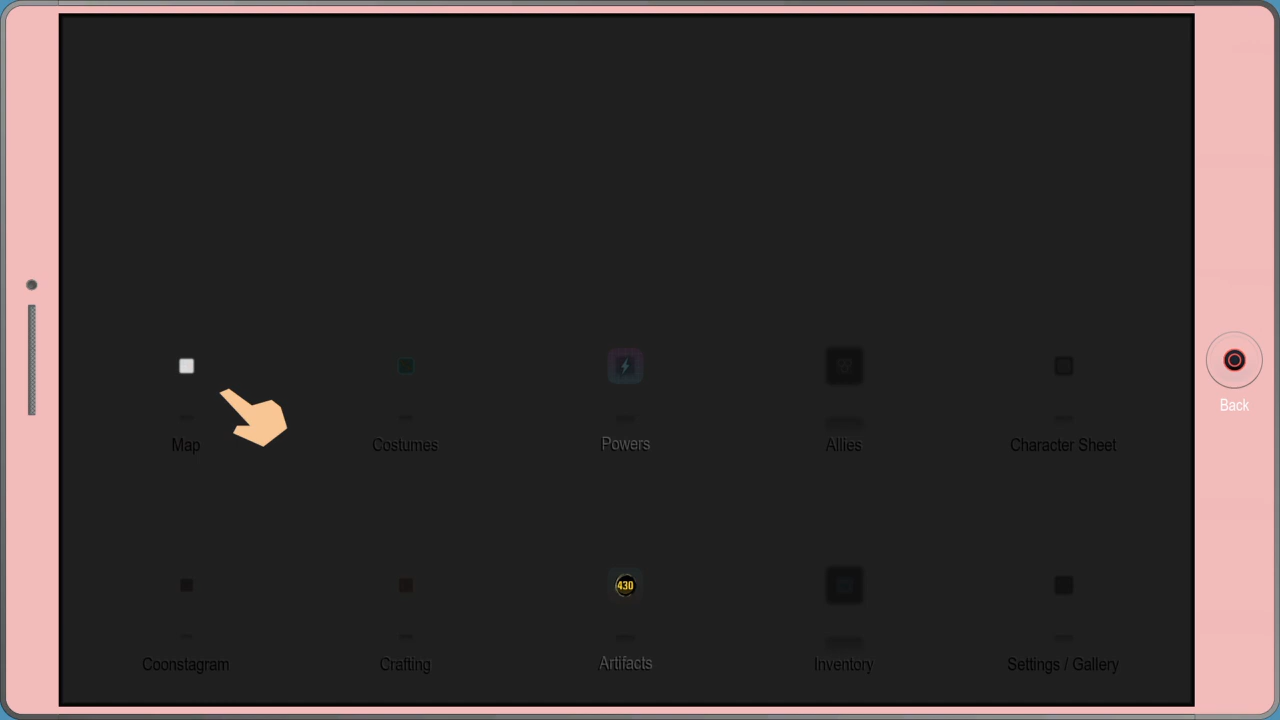 Back
Map Costumes Powers Allies Character Sheet
430
Coonstagram Crafting Artifacts Inventory Settings / Gallery